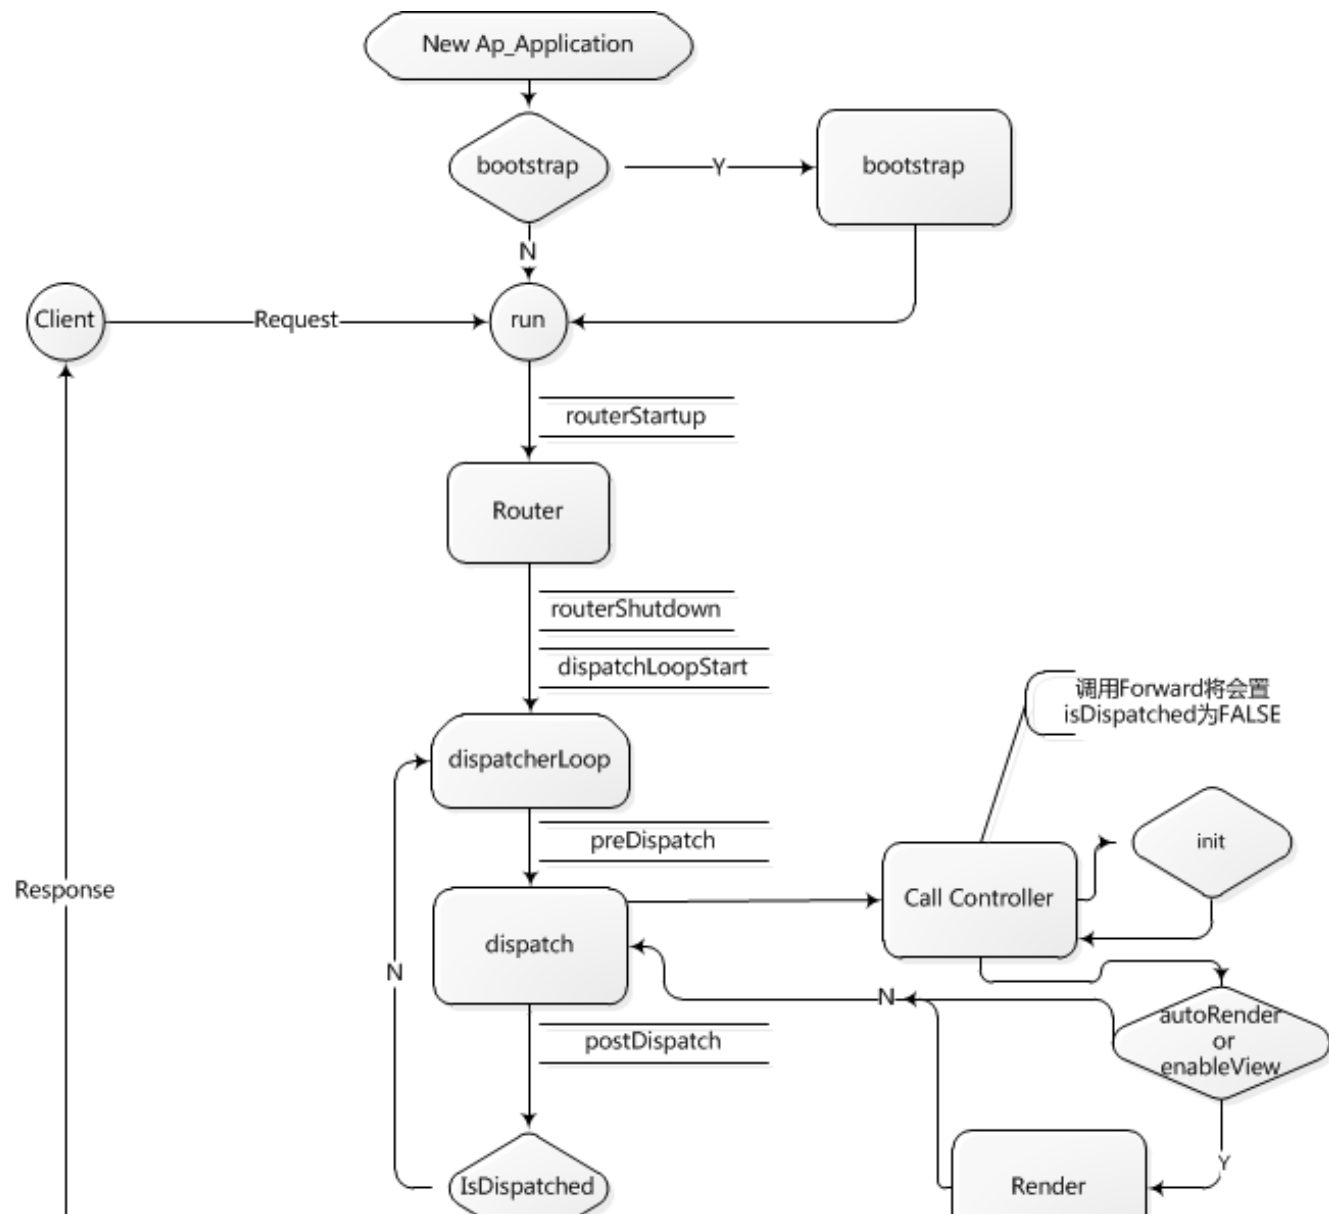 New Ap_Application
bootstrap
Y
bootstrap
N
Client
Request
run
routerStartup
Router
routerShutdown
dispatchLoopStart
调用Forward将会置
isDispatched为FALSE
dispatcherLoop
preDispatch
init
Response
Call Controller
dispatch
N
N
autoRender
or
enableView
postDispatch
Y
IsDispatched
Render